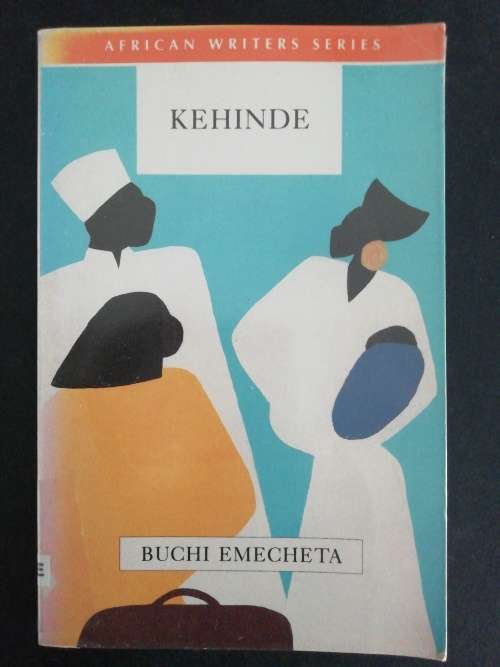 AFRICAN WRITERS SERIES
KEHINDE
BUCHI EMECHETA